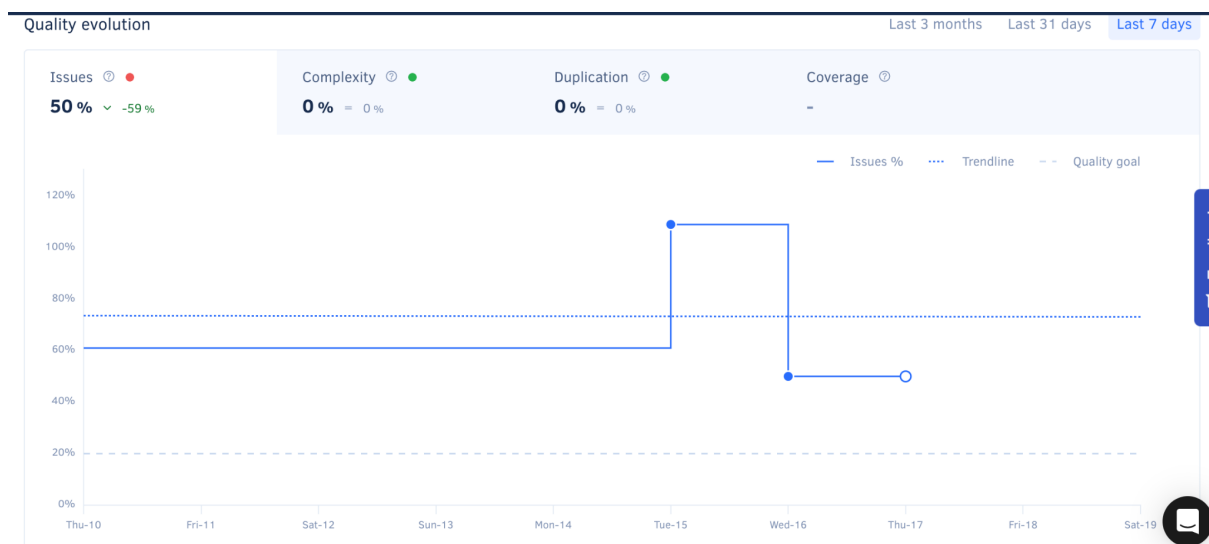 Quality evolution
Last 3 months Last 31 days Last 7 days
Issues Complexity Duplication Coverage
50 % -59 % 0 % = 0 % 0 % = 0 % -
Issues % Trendline Quality goal
120%
100%
80%
60%
40%
20%
0%
Thu-10 Fri-11 Sat-12 Sun-13 Mon-14 Tue-15 Wed-16 Thu-17 Fri-18 Sat-19